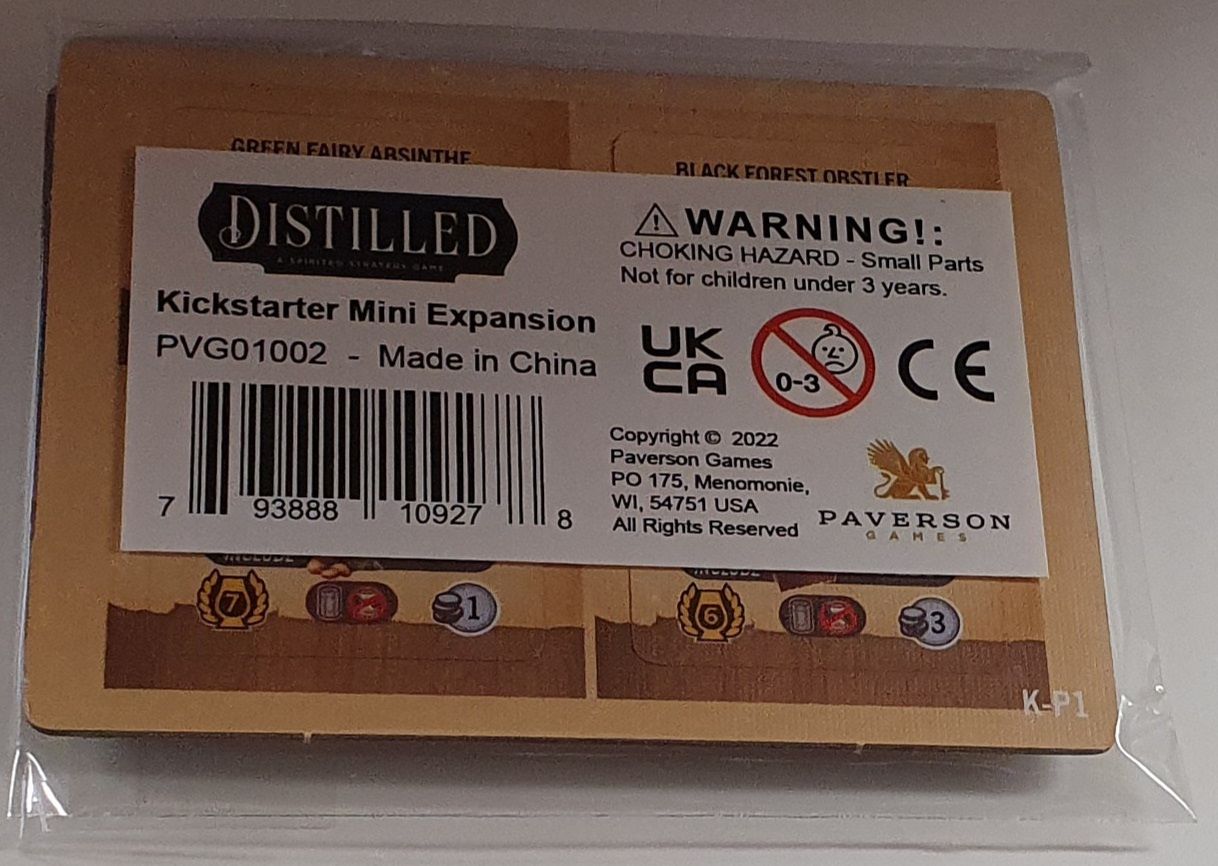 GREEN FAIRY ABSINTHE
BLACK FOREST OBSTLER
DISTILLED
A SPIRITED STRATEGY GAME
Kickstarter Mini Expansion
PVG01002 - Made in China
7 93888 10927 8
WARNING!:
CHOKING HAZARD - Small Parts
Not for children under 3 years.
UK
CA
0-3
CE
Copyright © 2022
Paverson Games
PO 175, Menomonie,
WI, 54751 USA
All Rights Reserved
PAVERSON
GAMES
INCLUDE
INCLUDE
7
1
6
3
K-P1